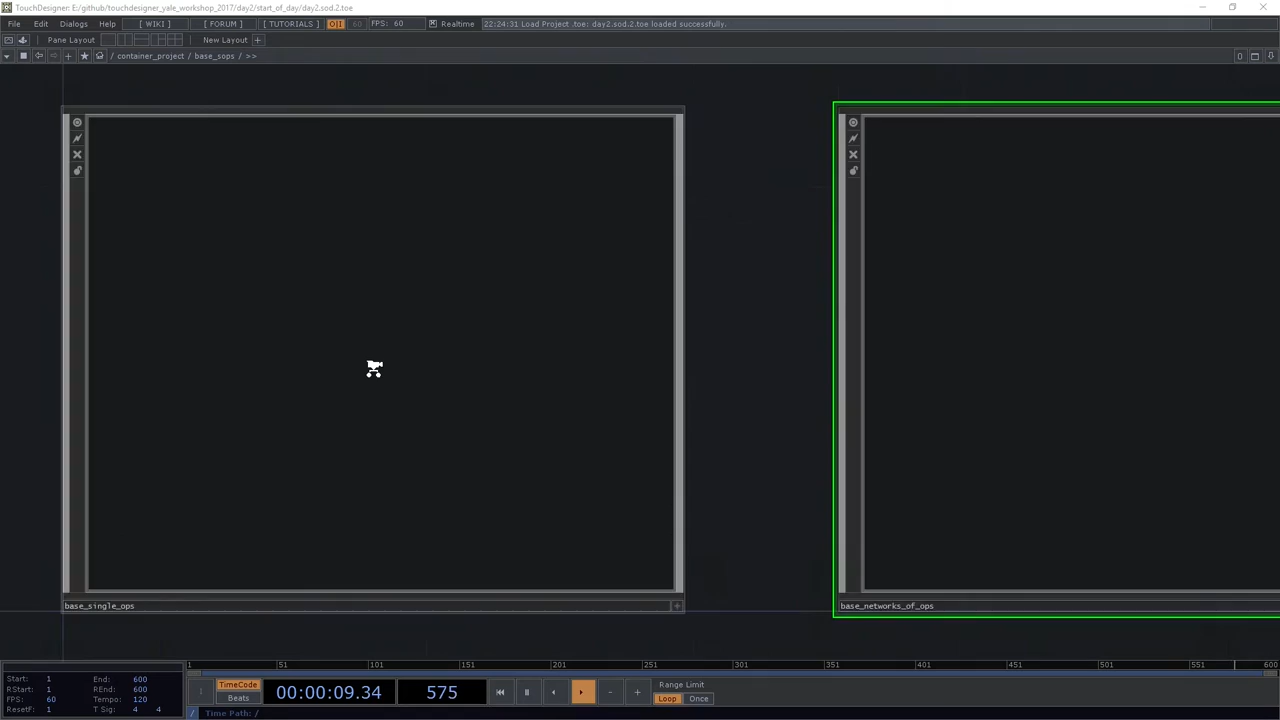 TouchDesigner: E:/github/touchdesigner_yale_workshop_2017/day2/start_of_day/day2.sod.2.toe
File Edit Dialogs Help [ WIKI ] [ FORUM ] [ TUTORIALS ] O|I 60 FPS: 60 Realtime 22:24:31 Load Project .toe: day2.sod.2.toe loaded successfully.
Pane Layout New Layout +
/ container_project / base_sops / >> 0
base_single_ops
base_networks_of_ops
1 51 101 151 201 251 301 351 401 451 501 551 600
Start: 1 End: 600
RStart: 1 REnd: 600
FPS: 60 Tempo: 120
ResetF: 1 T Sig: 4 4
TimeCode
Beats
00:00:09.34 575
Range Limit
Loop Once
/ Time Path: /